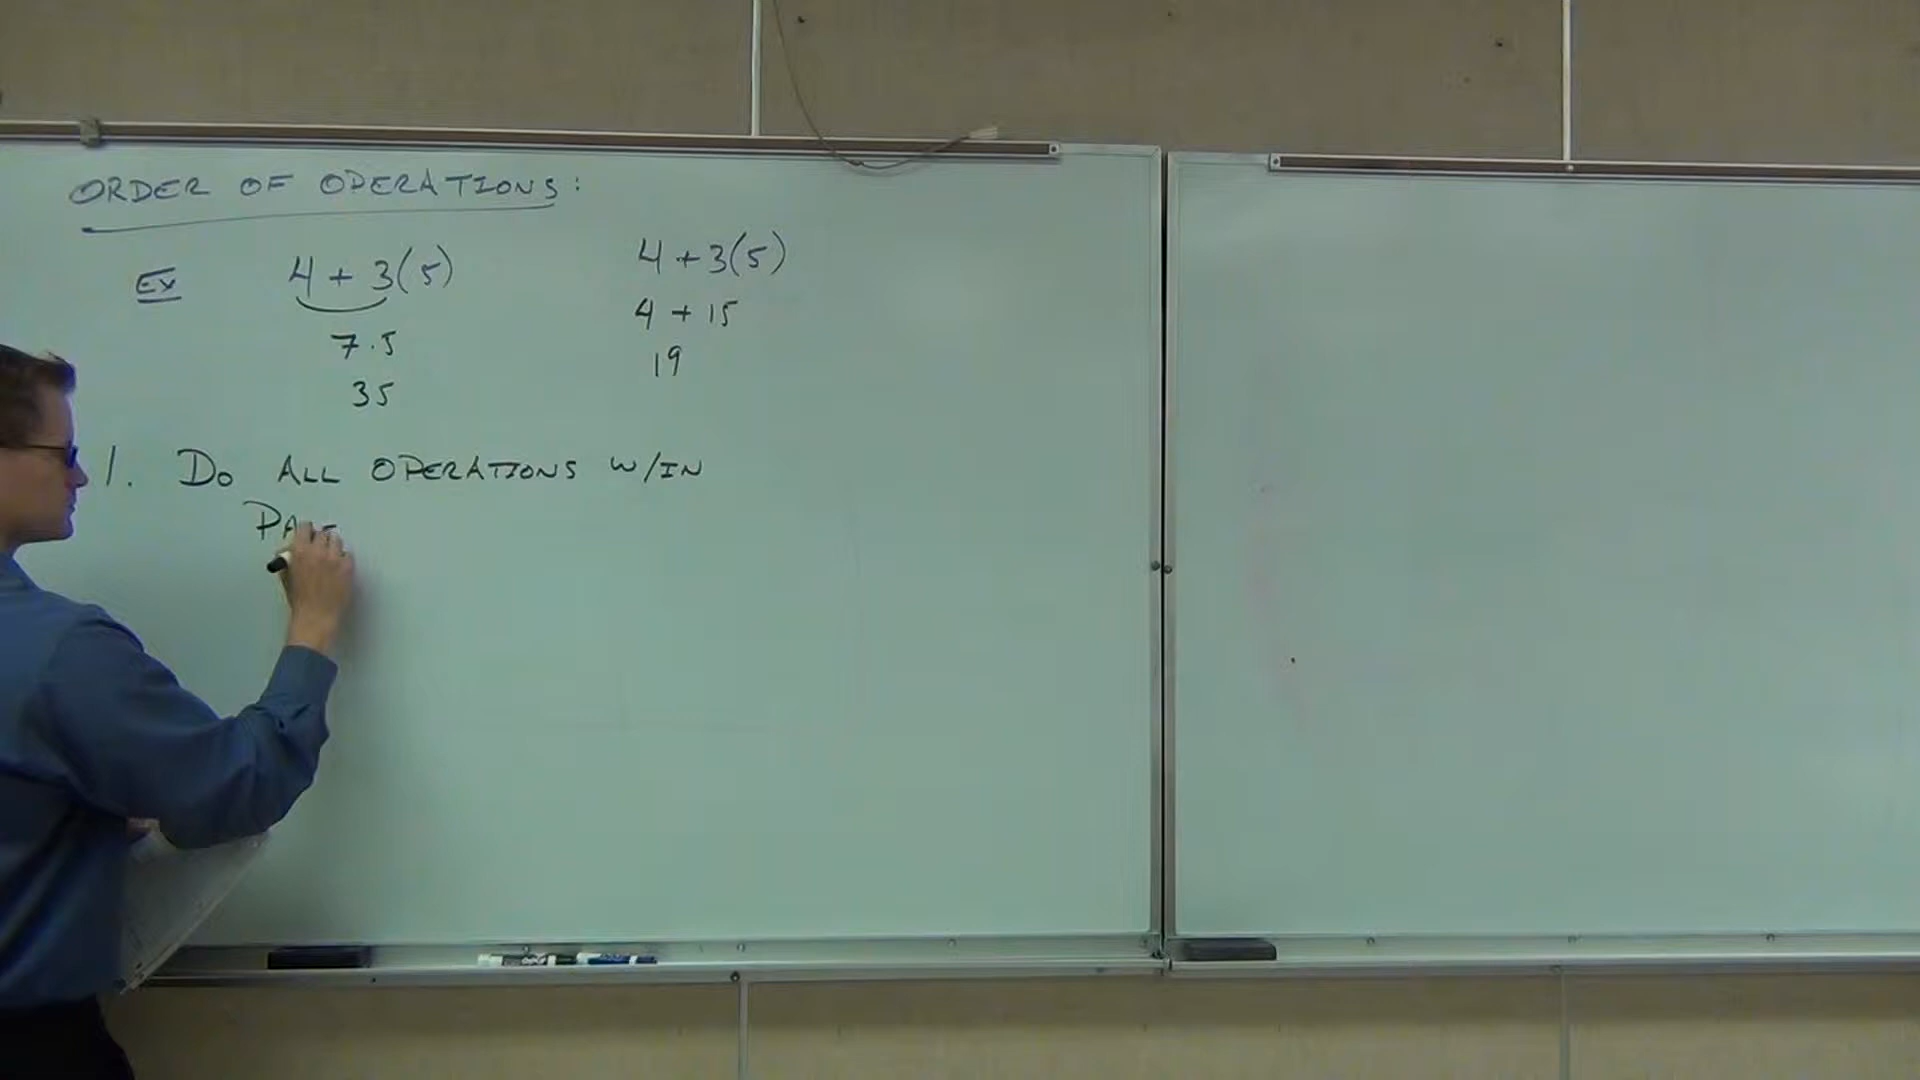 ORDER OF OPERATIONS:
EX 4 + 3(5)
7.5
35
4 + 3(5)
4 + 15
19
1. DO ALL OPERATIONS W/IN